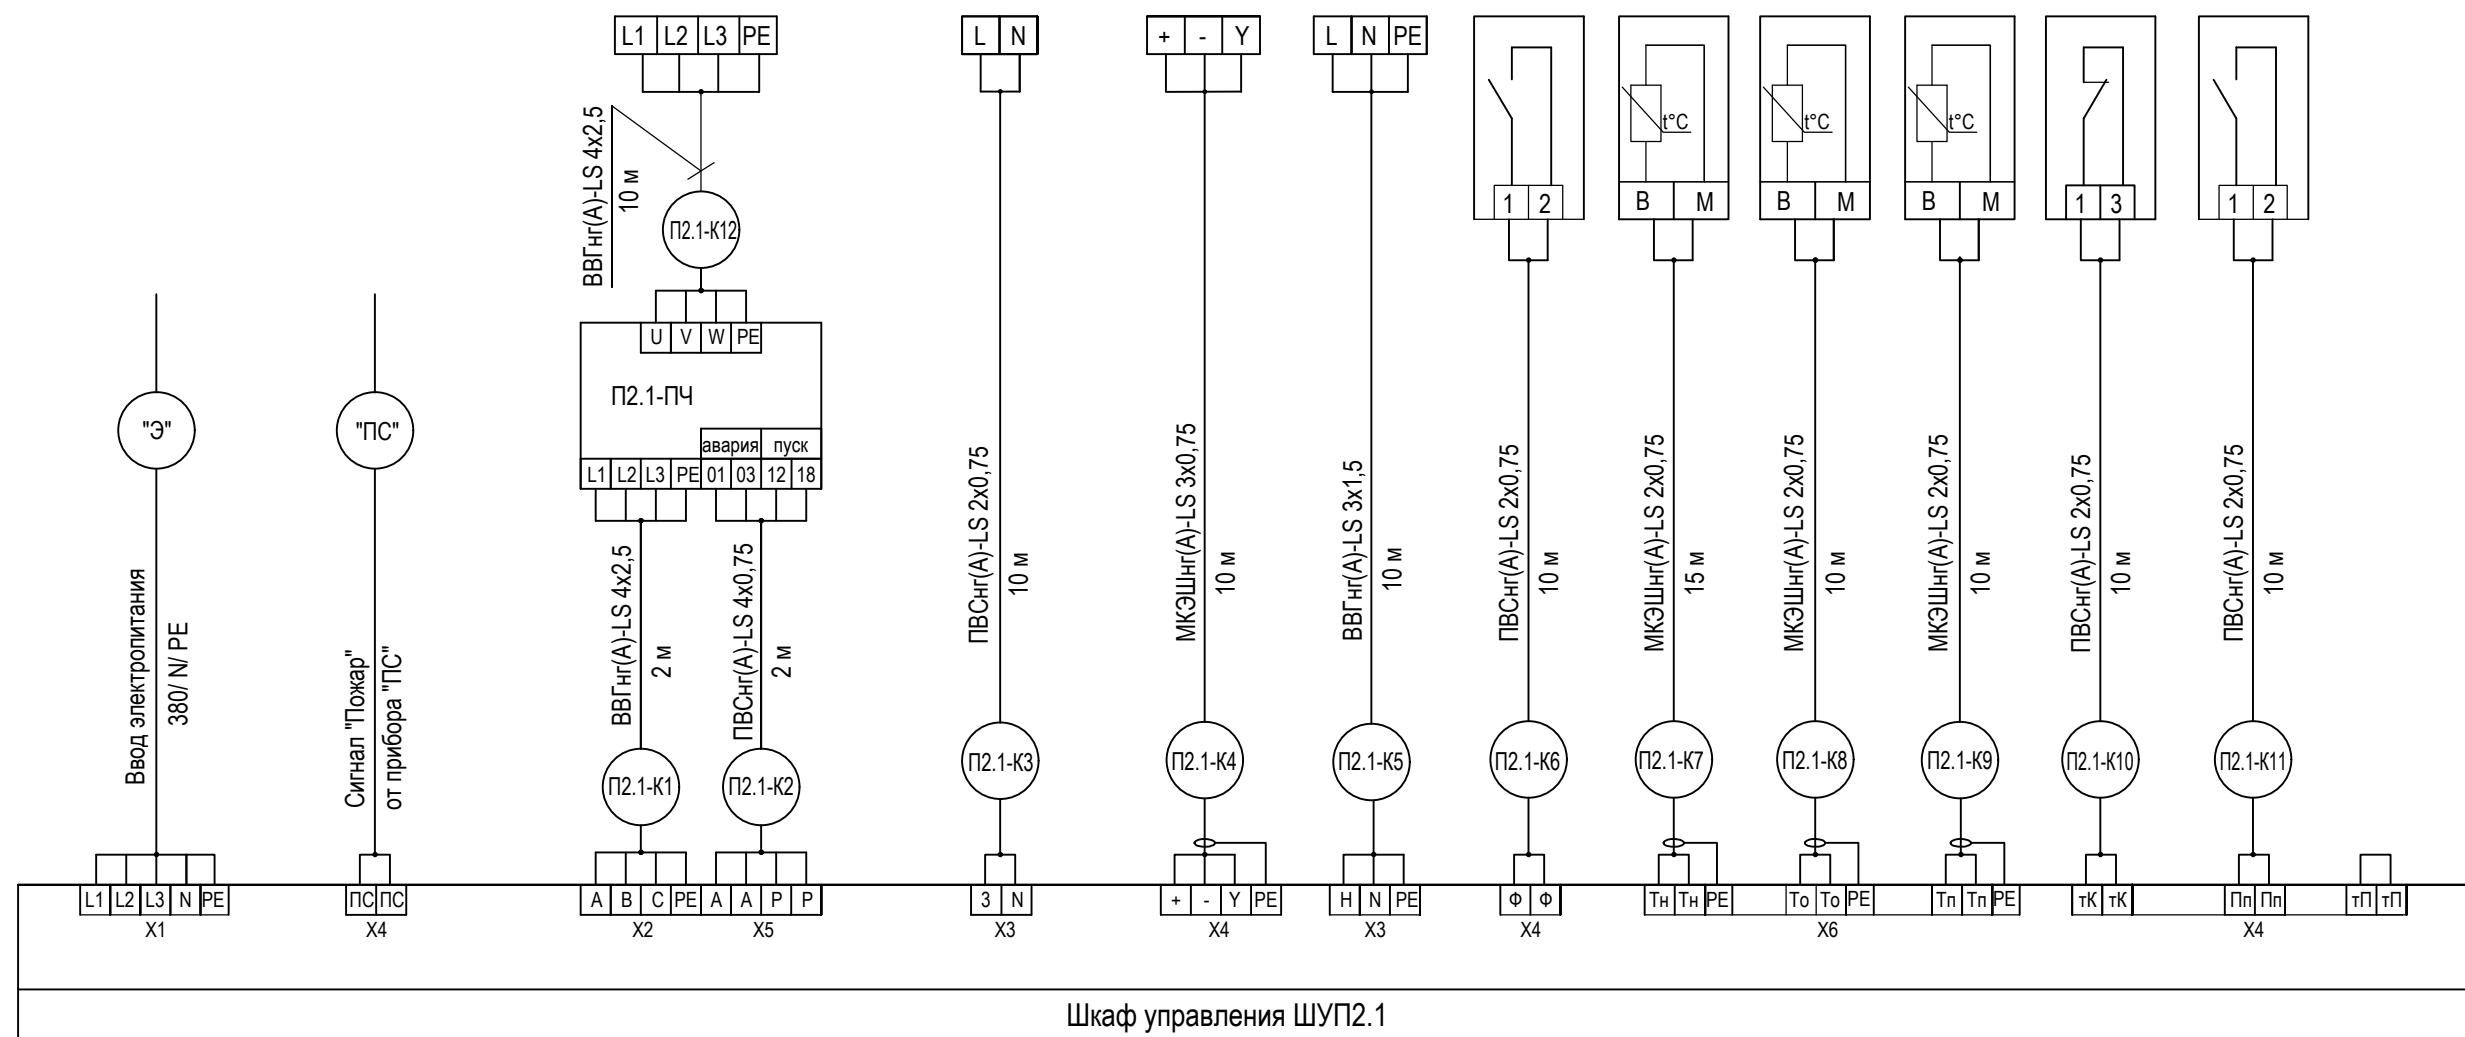 L1 L2 L3 PE
L N
+ - Y
L N PE
t°C
t°C
t°C
1 2
В М
В М
В М
1 3
1 2
ВВГнг(А)-LS 4х2,5
10 м
П2.1-К12
U V W PE
П2.1-ПЧ
авария пуск
L1 L2 L3 PE 01 03 12 18
"Э"
"ПС"
Ввод электропитания
380/ N/ PE
Сигнал "Пожар"
от прибора "ПС"
ВВГнг(А)-LS 4х2,5
2 м
ПВСнг(А)-LS 4х0,75
2 м
ПВСнг(А)-LS 2х0,75
10 м
МКЭШнг(А)-LS 3х0,75
10 м
ВВГнг(А)-LS 3х1,5
10 м
ПВСнг(А)-LS 2х0,75
10 м
МКЭШнг(А)-LS 2х0,75
15 м
МКЭШнг(А)-LS 2х0,75
10 м
МКЭШнг(А)-LS 2х0,75
10 м
ПВСнг(А)-LS 2х0,75
10 м
ПВСнг(А)-LS 2х0,75
10 м
П2.1-К1
П2.1-К2
П2.1-К3
П2.1-К4
П2.1-К5
П2.1-К6
П2.1-К7
П2.1-К8
П2.1-К9
П2.1-К10
П2.1-К11
L1 L2 L3 N PE
ПС ПС
A B C PE A A P P
3 N
+ - Y PE
Н N PE
Ф Ф
Тн Тн PE
То То PE
Тп Тп PE
тК тК
Пп Пп
тП тП
X1
X4
X2
X5
X3
X4
X3
X4
X6
X4
Шкаф управления ШУП2.1